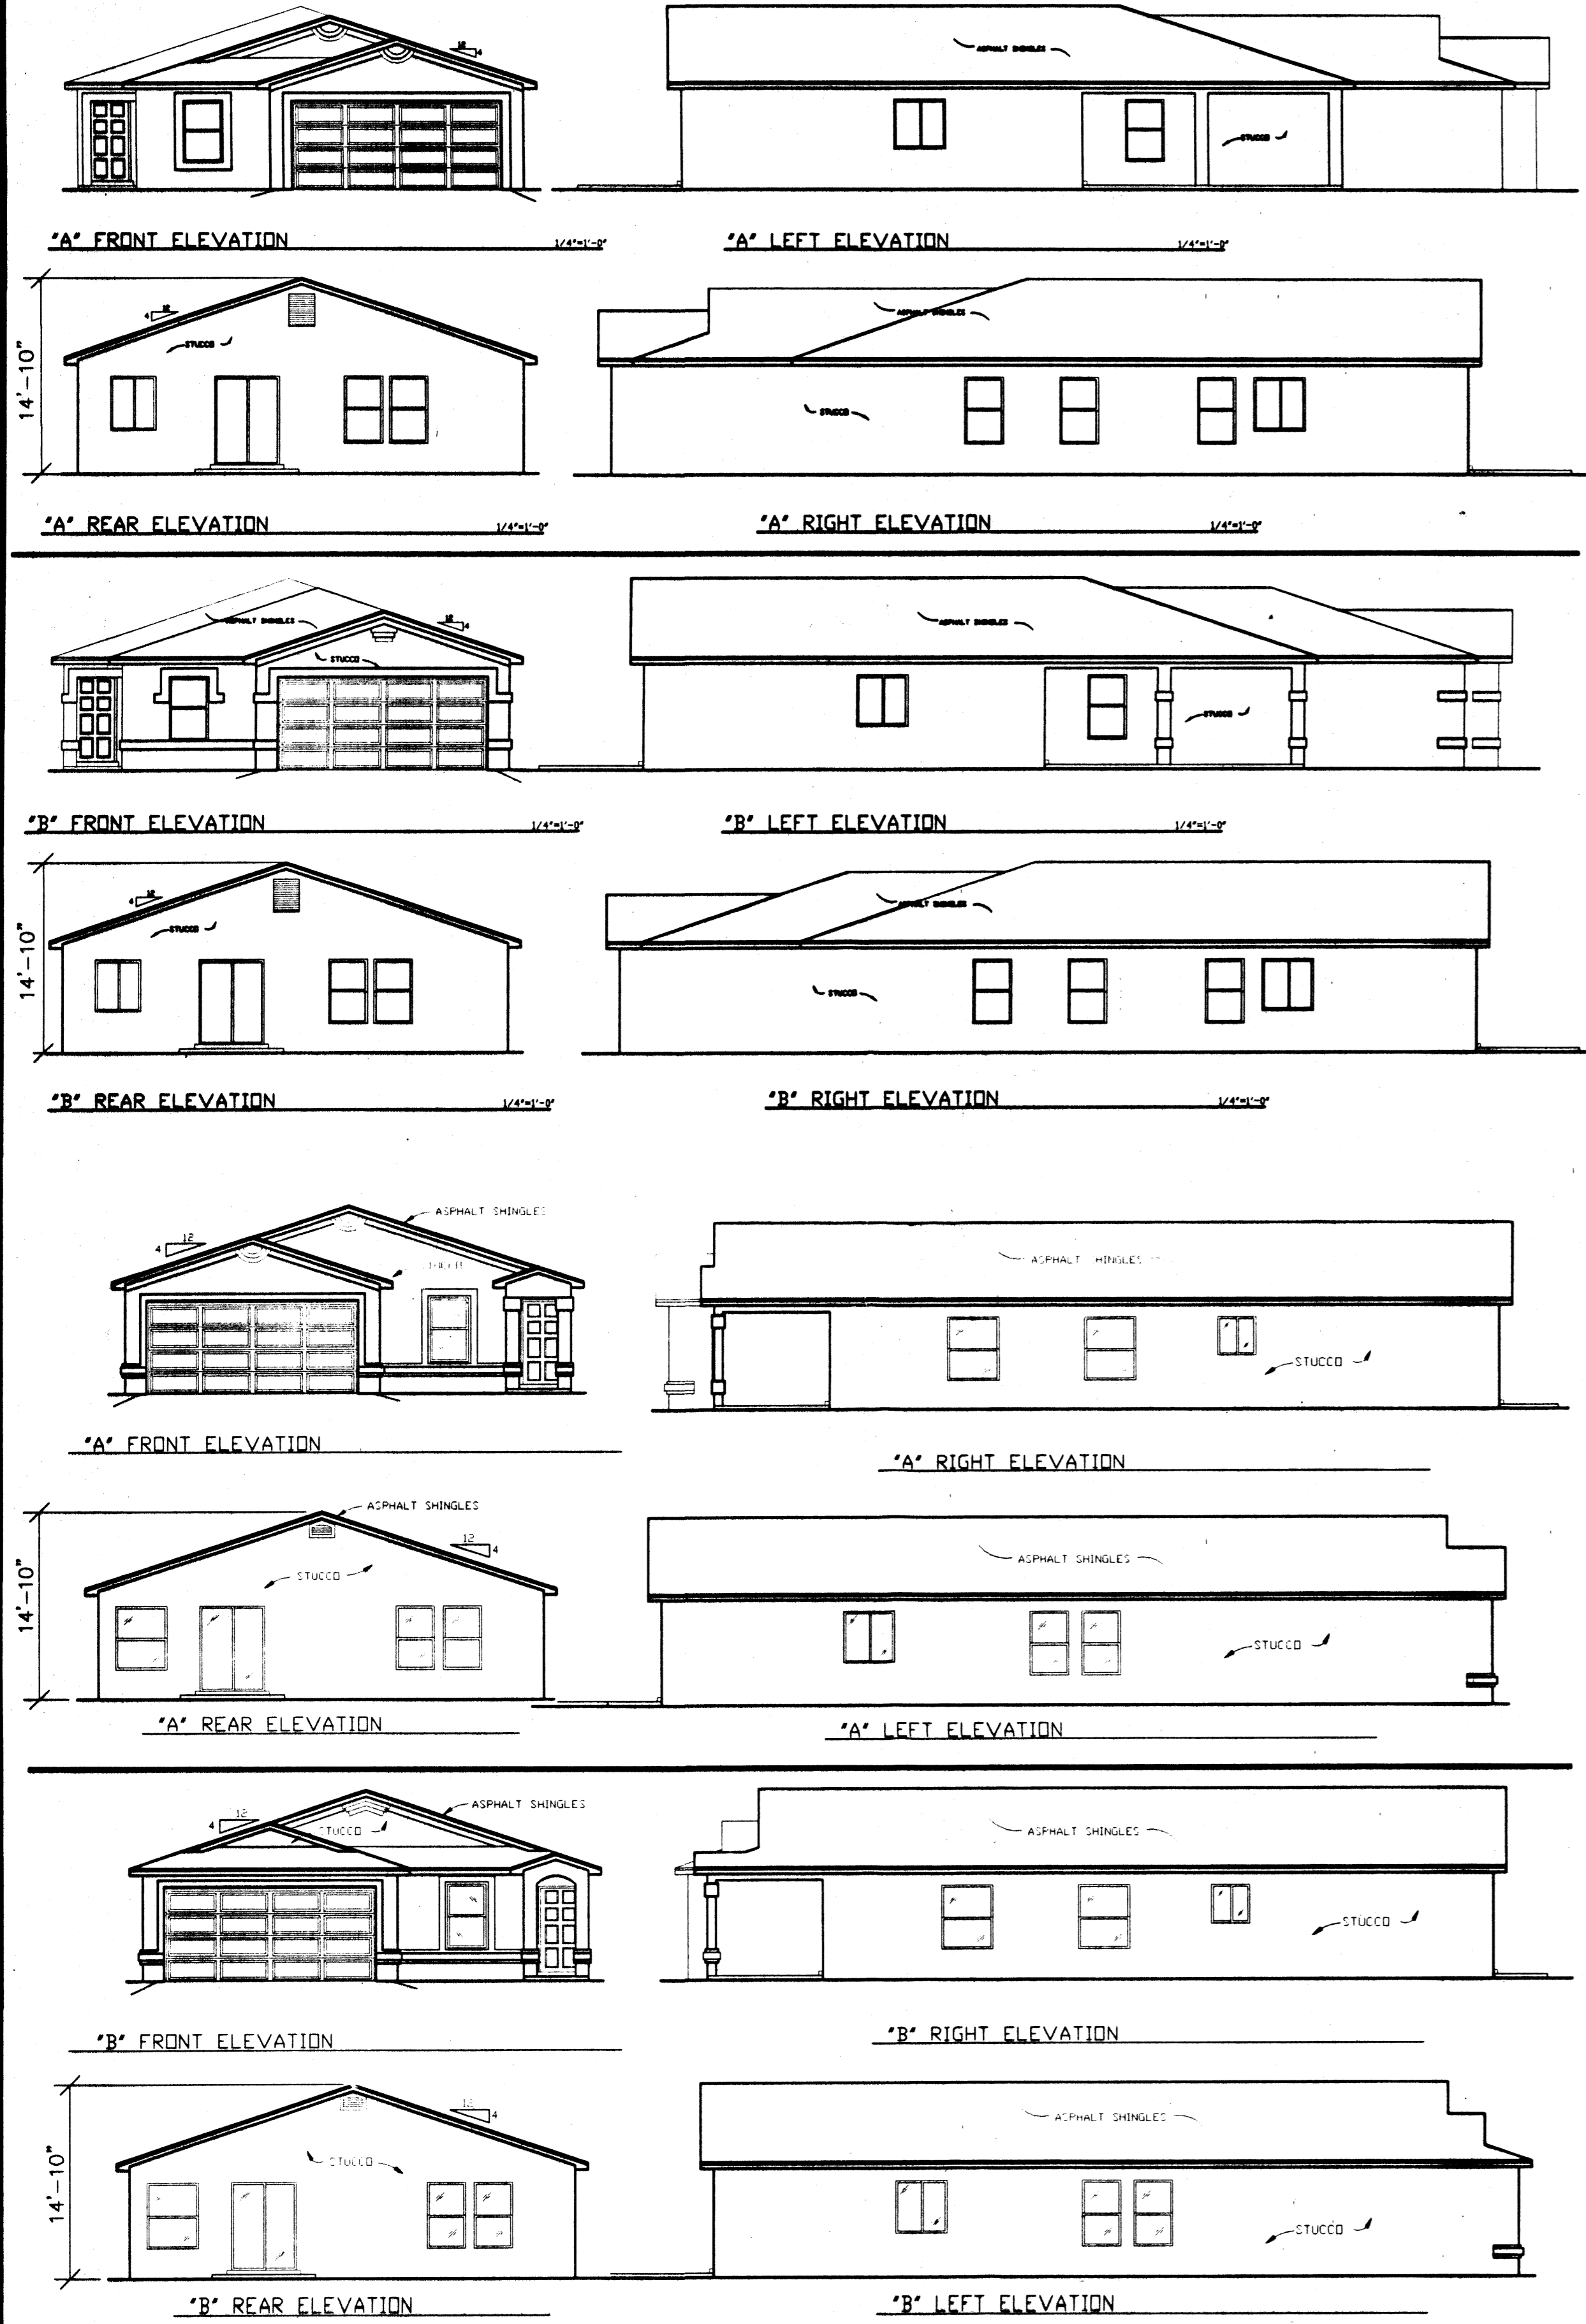 12
4
ASPHALT SHINGLES
STUCCO
"A" FRONT ELEVATION 1/4"=1'-0"
"A" LEFT ELEVATION 1/4"=1'-0"
14'-10"
12
4
STUCCO
ASPHALT SHINGLES
STUCCO
"A" REAR ELEVATION 1/4"=1'-0"
"A" RIGHT ELEVATION 1/4"=1'-0"
ASPHALT SHINGLES
12
4
STUCCO
ASPHALT SHINGLES
STUCCO
"B" FRONT ELEVATION 1/4"=1'-0"
"B" LEFT ELEVATION 1/4"=1'-0"
14'-10"
12
4
STUCCO
ASPHALT SHINGLES
STUCCO
"B" REAR ELEVATION 1/4"=1'-0"
"B" RIGHT ELEVATION 1/4"=1'-0"
ASPHALT SHINGLES
12
4
STUCCO
ASPHALT SHINGLES
STUCCO
"A" FRONT ELEVATION
"A" RIGHT ELEVATION
14'-10"
ASPHALT SHINGLES
12
4
STUCCO
ASPHALT SHINGLES
STUCCO
"A" REAR ELEVATION
"A" LEFT ELEVATION
12
4
ASPHALT SHINGLES
STUCCO
ASPHALT SHINGLES
STUCCO
"B" FRONT ELEVATION
"B" RIGHT ELEVATION
14'-10"
12
4
STUCCO
ASPHALT SHINGLES
STUCCO
"B" REAR ELEVATION
"B" LEFT ELEVATION